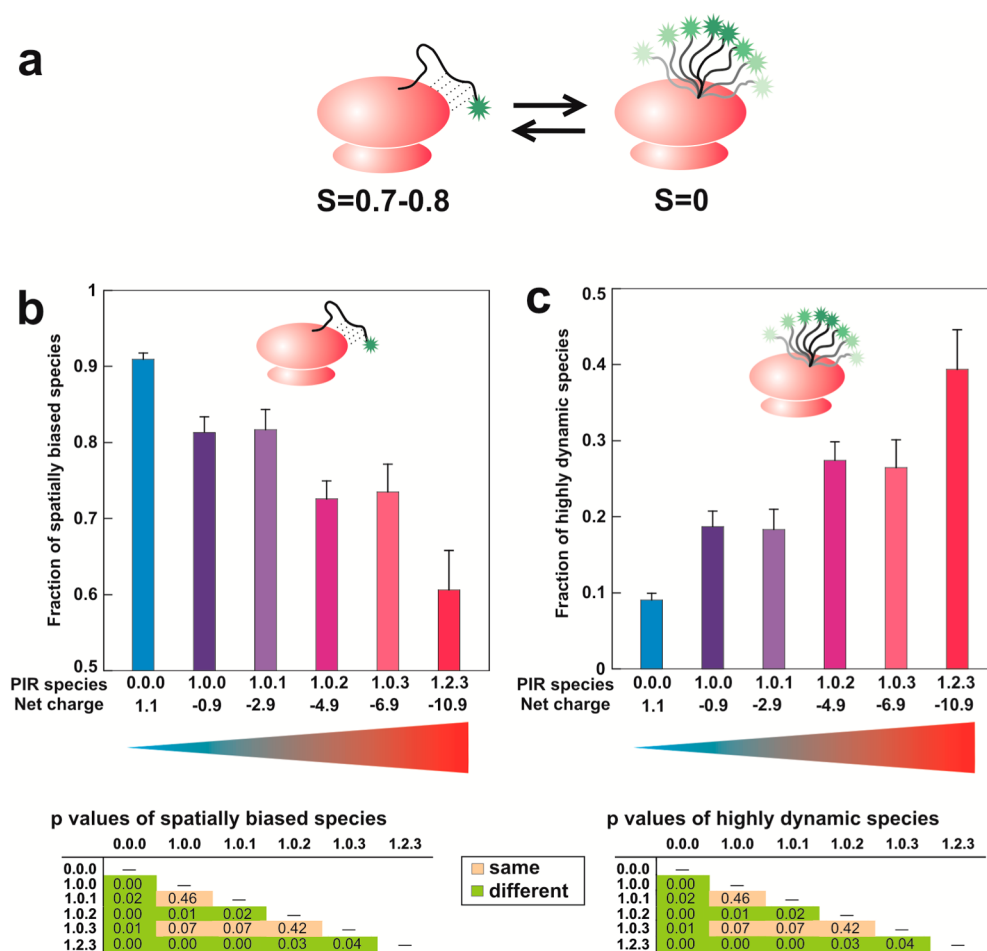 a
S=0.7-0.8
S=0
b
Fraction of spatially biased species
1
0.9
0.8
0.7
0.6
0.5
PIR species 0.0.0 1.0.0 1.0.1 1.0.2 1.0.3 1.2.3
Net charge 1.1 -0.9 -2.9 -4.9 -6.9 -10.9
c
Fraction of highly dynamic species
0.5
0.4
0.3
0.2
0.1
0
PIR species 0.0.0 1.0.0 1.0.1 1.0.2 1.0.3 1.2.3
Net charge 1.1 -0.9 -2.9 -4.9 -6.9 -10.9
p values of spatially biased species
0.0.0 1.0.0 1.0.1 1.0.2 1.0.3 1.2.3
0.0.0 —
1.0.0 0.00 —
1.0.1 0.02 0.46 —
1.0.2 0.00 0.01 0.02 —
1.0.3 0.01 0.07 0.07 0.42 —
1.2.3 0.00 0.00 0.00 0.03 0.04 —
same
different
p values of highly dynamic species
0.0.0 1.0.0 1.0.1 1.0.2 1.0.3 1.2.3
0.0.0 —
1.0.0 0.00 —
1.0.1 0.02 0.46 —
1.0.2 0.00 0.01 0.02 —
1.0.3 0.01 0.07 0.07 0.42 —
1.2.3 0.00 0.00 0.00 0.03 0.04 —